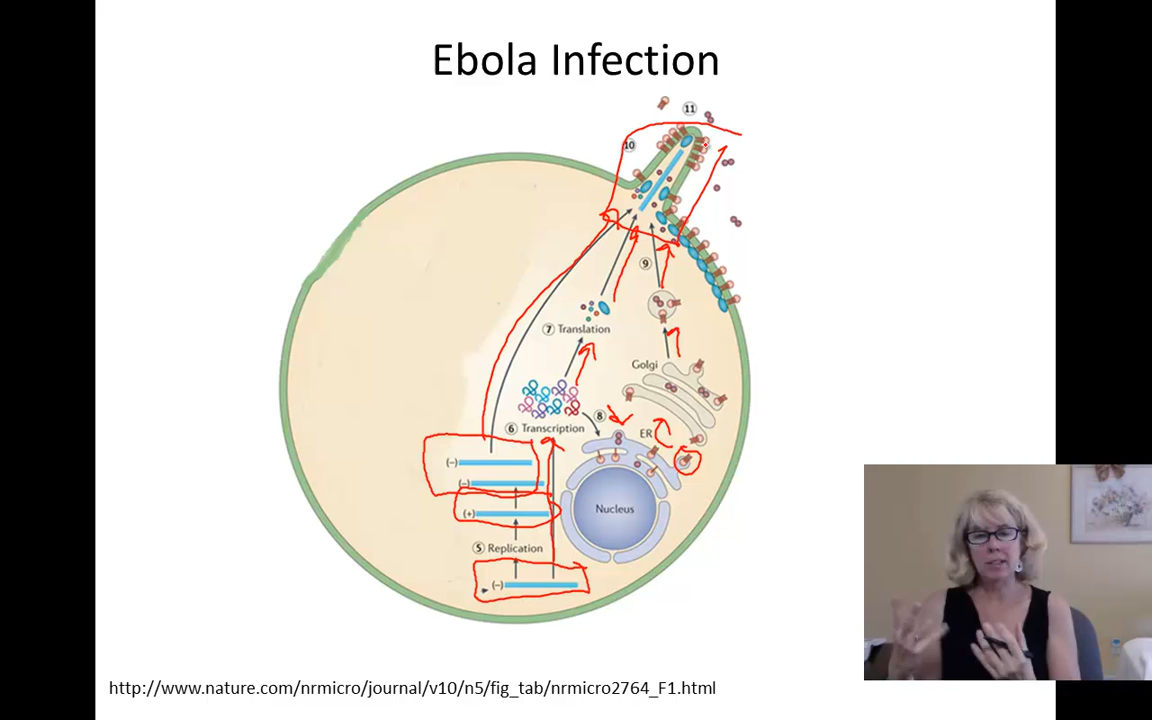 Ebola Infection
11
10
9
7 Translation
Golgi
8
6 Transcription
ER
(−)
(−)
(+)
Nucleus
5 Replication
(−)
http://www.nature.com/nrmicro/journal/v10/n5/fig_tab/nrmicro2764_F1.html